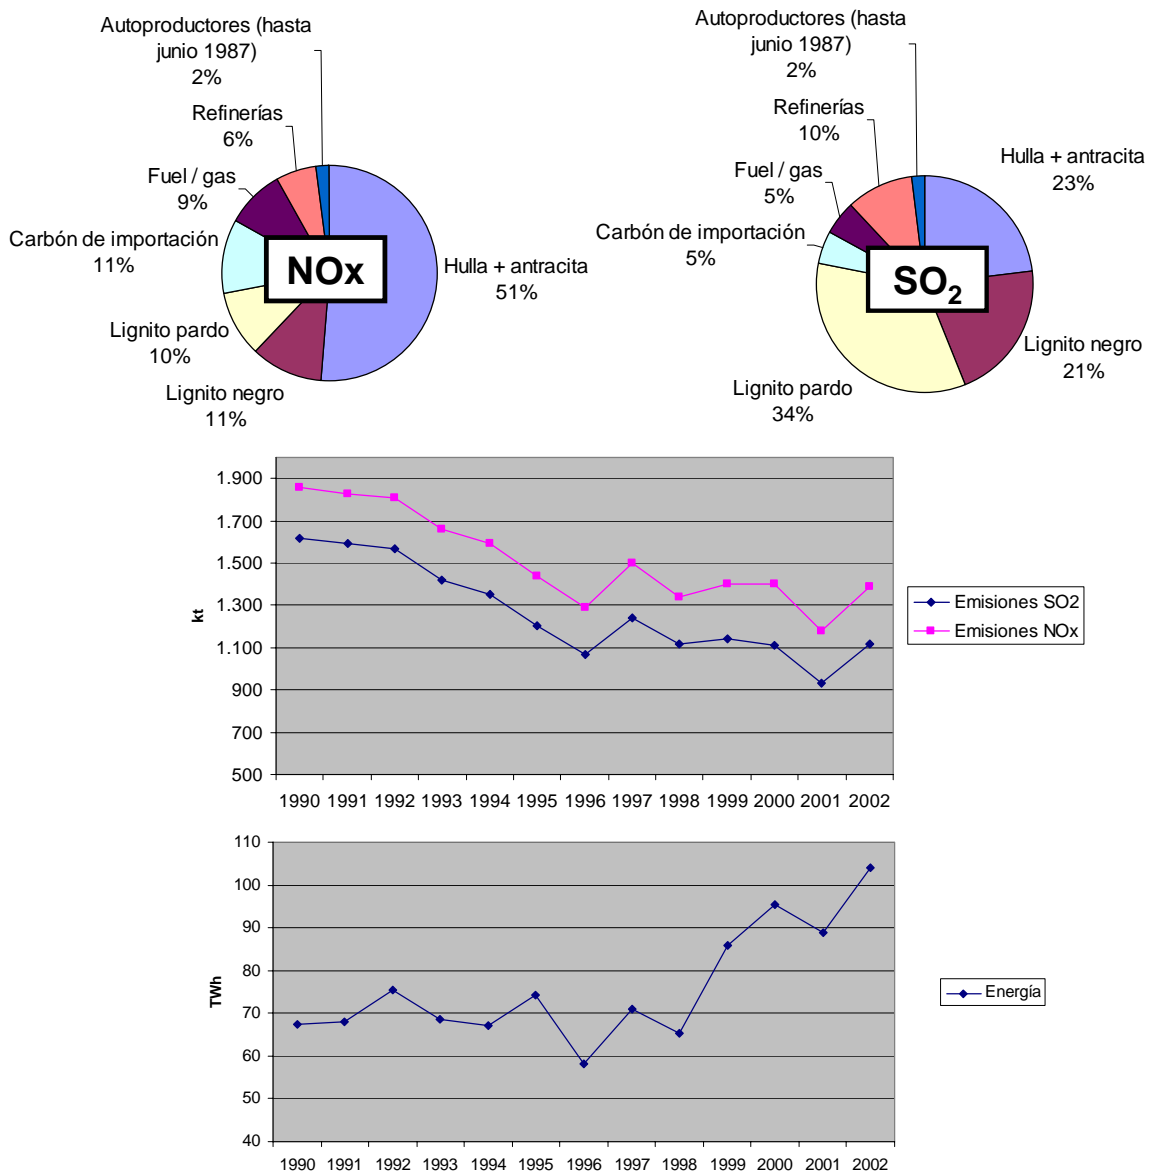 Autoproductores (hasta
junio 1987)
2%
Refinerías
6%
Fuel / gas
9%
Carbón de importación
11%
Lignito pardo
10%
Lignito negro
11%
Hulla + antracita
51%
NOx
Autoproductores (hasta
junio 1987)
2%
Refinerías
10%
Fuel / gas
5%
Carbón de importación
5%
Lignito pardo
34%
Hulla + antracita
23%
Lignito negro
21%
SO2
1.900
1.700
1.500
1.300
1.100
900
700
500
kt
1990 1991 1992 1993 1994 1995 1996 1997 1998 1999 2000 2001 2002
Emisiones SO2
Emisiones NOx
110
100
90
80
70
60
50
40
TWh
1990 1991 1992 1993 1994 1995 1996 1997 1998 1999 2000 2001 2002
Energía